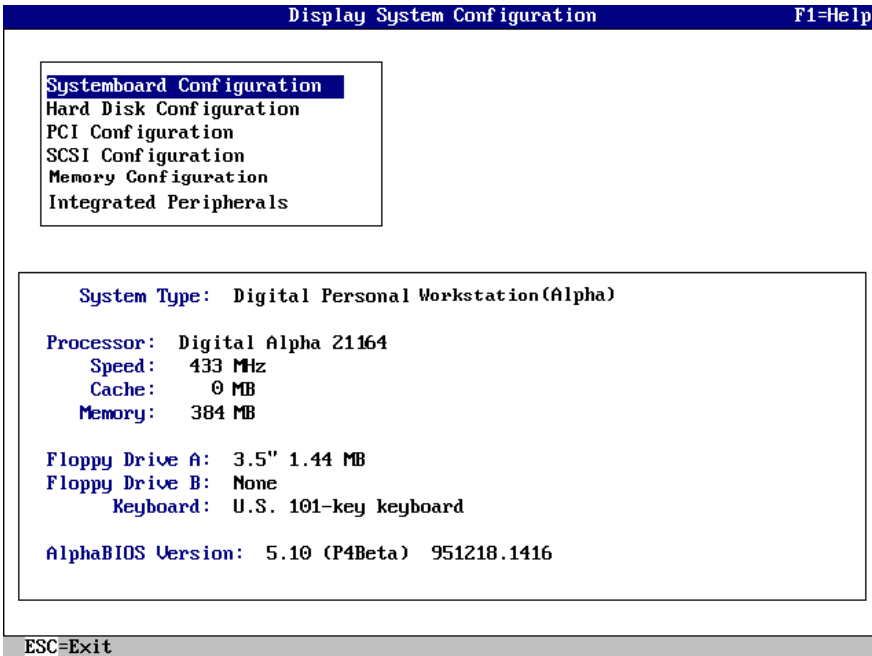 Display System Configuration F1=Help
Systemboard Configuration
Hard Disk Configuration
PCI Configuration
SCSI Configuration
Memory Configuration
Integrated Peripherals
System Type: Digital Personal Workstation(Alpha)
Processor: Digital Alpha 21164
Speed: 433 MHz
Cache: 0 MB
Memory: 384 MB
Floppy Drive A: 3.5" 1.44 MB
Floppy Drive B: None
Keyboard: U.S. 101-key keyboard
AlphaBIOS Version: 5.10 (P4Beta) 951218.1416
ESC=Exit